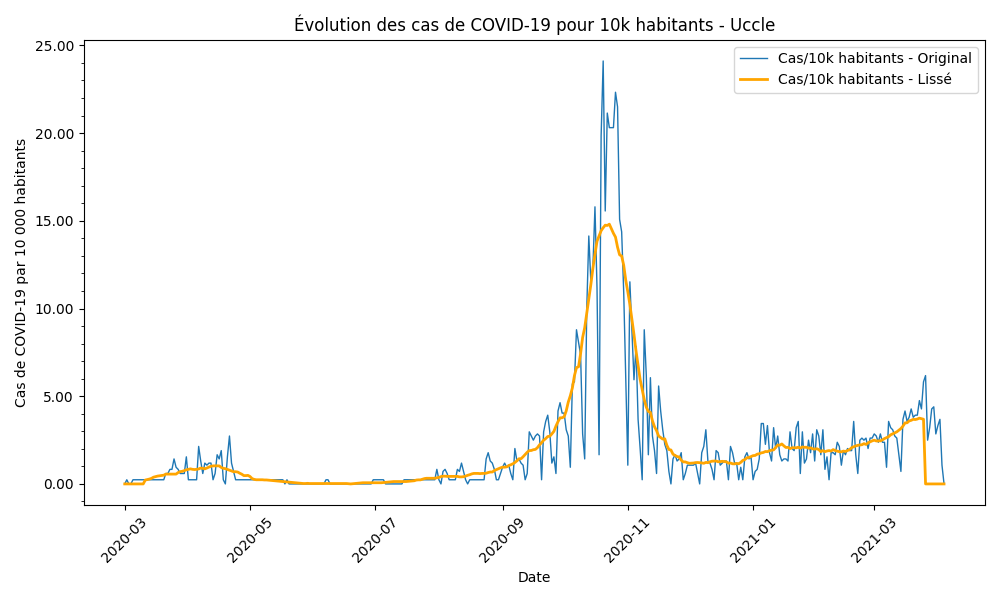 Évolution des cas de COVID-19 pour 10k habitants - Uccle
Cas/10k habitants - Original
Cas/10k habitants - Lissé
Cas de COVID-19 par 10 000 habitants
25.00
20.00
15.00
10.00
5.00
0.00
2020-03
2020-05
2020-07
2020-09
2020-11
2021-01
2021-03
Date